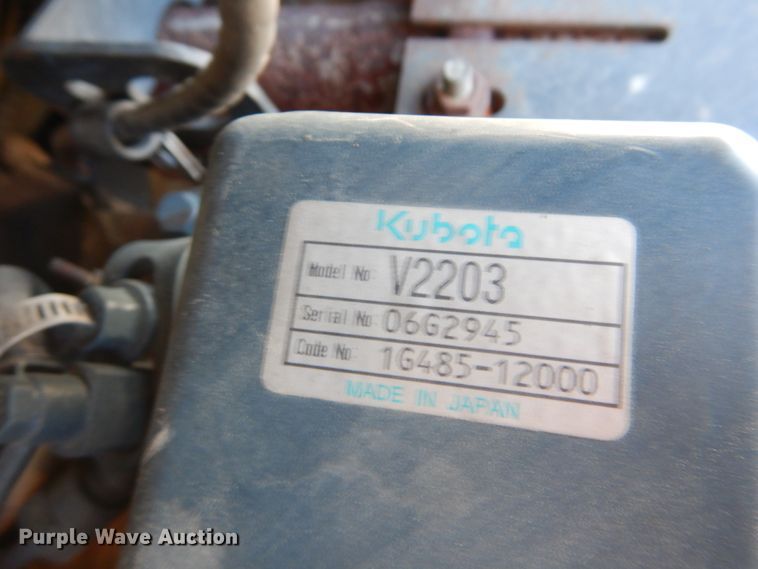 Kubota
Model No V2203
Serial No 06G2945
Code No 1G485-12000
MADE IN JAPAN
Purple Wave Auction